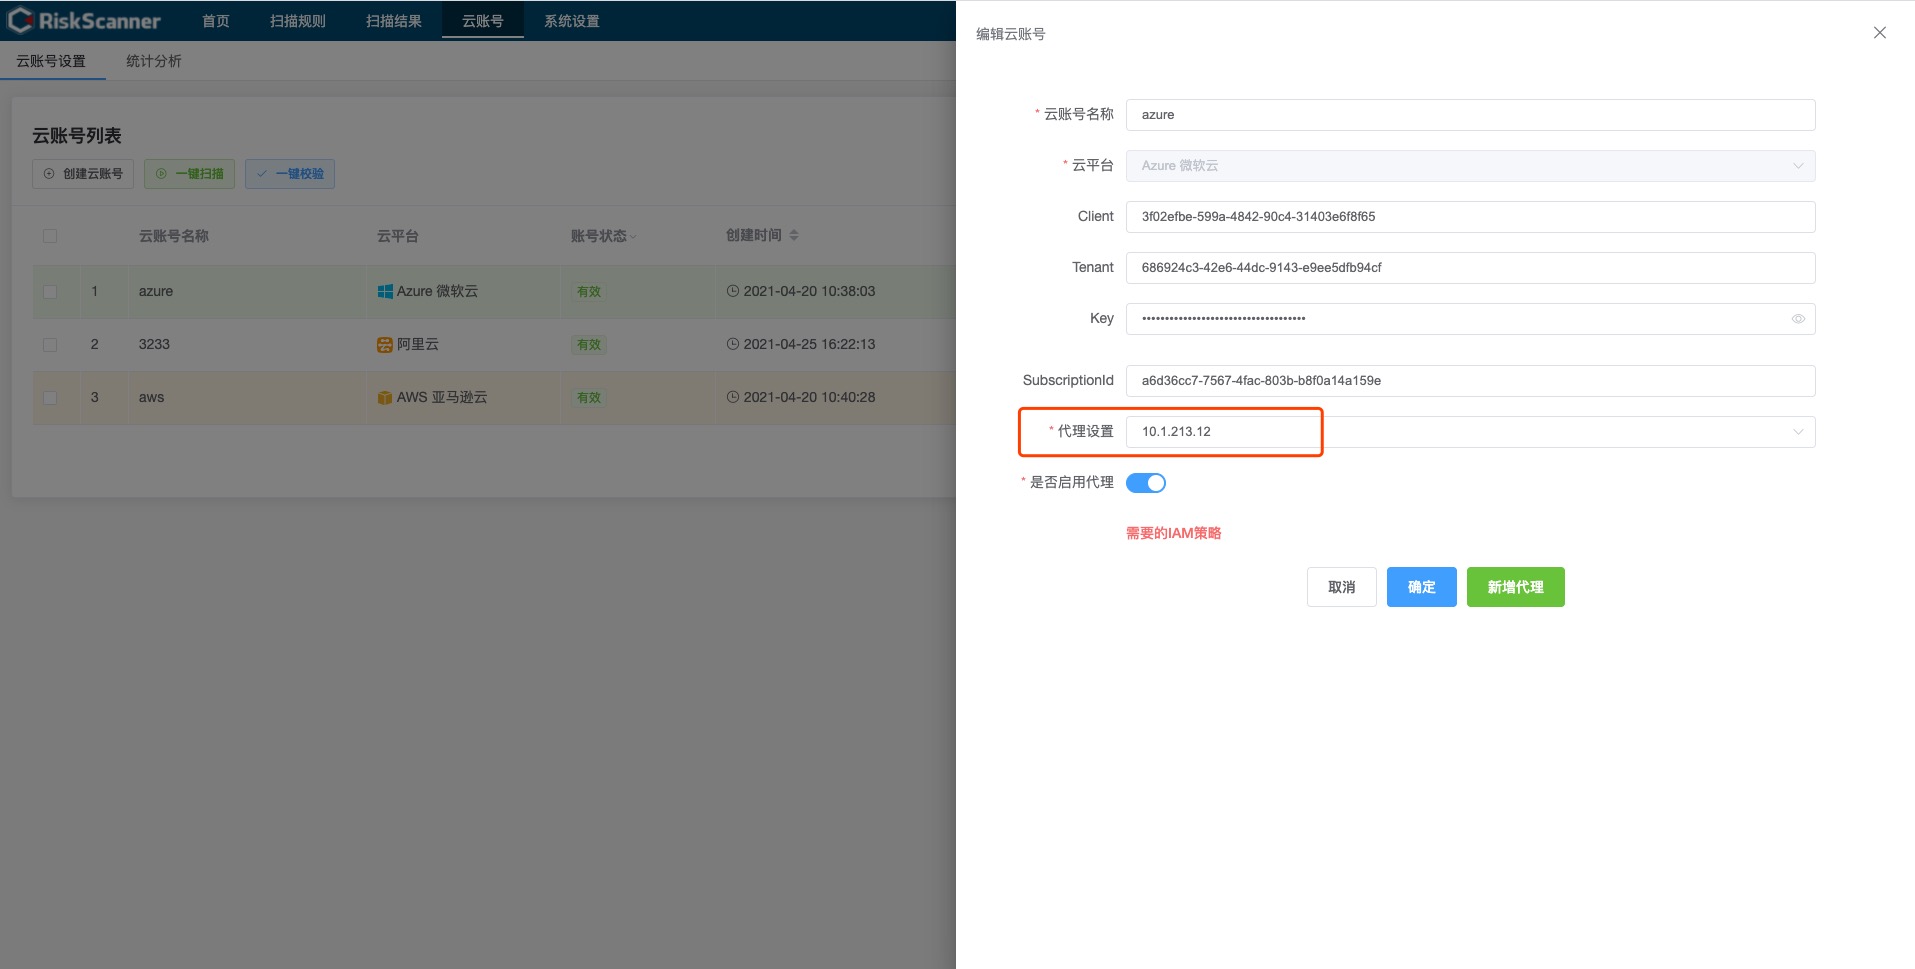 RiskScanner 首页 扫描规则 扫描结果 云账号 系统设置
云账号设置 统计分析
云账号列表
创建云账号 一键扫描 一键校验
云账号名称 云平台 账号状态 创建时间
1 azure Azure 微软云 有效 2021-04-20 10:38:03
2 3233 阿里云 有效 2021-04-25 16:22:13
3 aws AWS 亚马逊云 有效 2021-04-20 10:40:28
编辑云账号
* 云账号名称 azure
* 云平台 Azure 微软云
Client 3f02efbe-599a-4842-90c4-31403e6f8f65
Tenant 686924c3-42e6-44dc-9143-e9ee5dfb94cf
Key ••••••••••••••••••••••••••••••••••••
SubscriptionId a6d36cc7-7567-4fac-803b-b8f0a14a159e
* 代理设置 10.1.213.12
* 是否启用代理
需要的IAM策略
取消 确定 新增代理